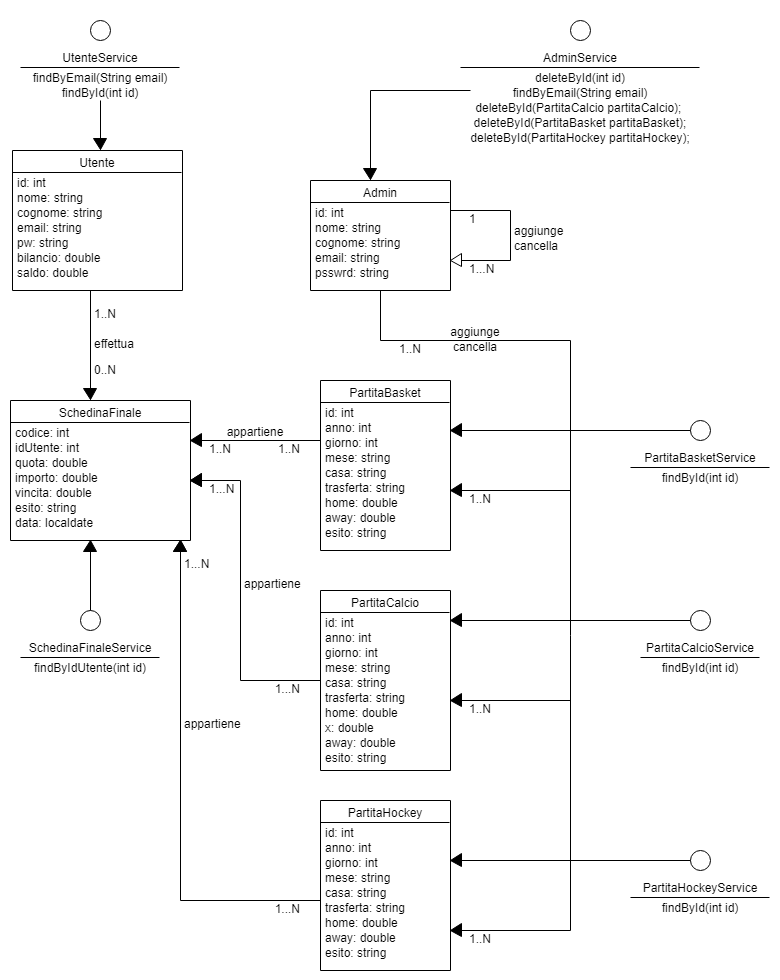 UtenteService
findByEmail(String email)
findById(int id)
AdminService
deleteById(int id)
findByEmail(String email)
deleteById(PartitaCalcio partitaCalcio);
deleteById(PartitaBasket partitaBasket);
deleteById(PartitaHockey partitaHockey);
Utente
id: int
nome: string
cognome: string
email: string
pw: string
bilancio: double
saldo: double
Admin
id: int
nome: string
cognome: string
email: string
psswrd: string
1
aggiunge
cancella
1...N
1..N
effettua
0..N
aggiunge
cancella
1..N
SchedinaFinale
codice: int
idUtente: int
quota: double
importo: double
vincita: double
esito: string
data: localdate
appartiene
1..N
1..N
PartitaBasket
id: int
anno: int
giorno: int
mese: string
casa: string
trasferta: string
home: double
away: double
esito: string
1..N
PartitaBasketService
findById(int id)
1...N
appartiene
1...N
1...N
SchedinaFinaleService
findByIdUtente(int id)
PartitaCalcio
id: int
anno: int
giorno: int
mese: string
casa: string
trasferta: string
home: double
x: double
away: double
esito: string
1..N
PartitaCalcioService
findById(int id)
appartiene
1...N
PartitaHockey
id: int
anno: int
giorno: int
mese: string
casa: string
trasferta: string
home: double
away: double
esito: string
1..N
PartitaHockeyService
findById(int id)